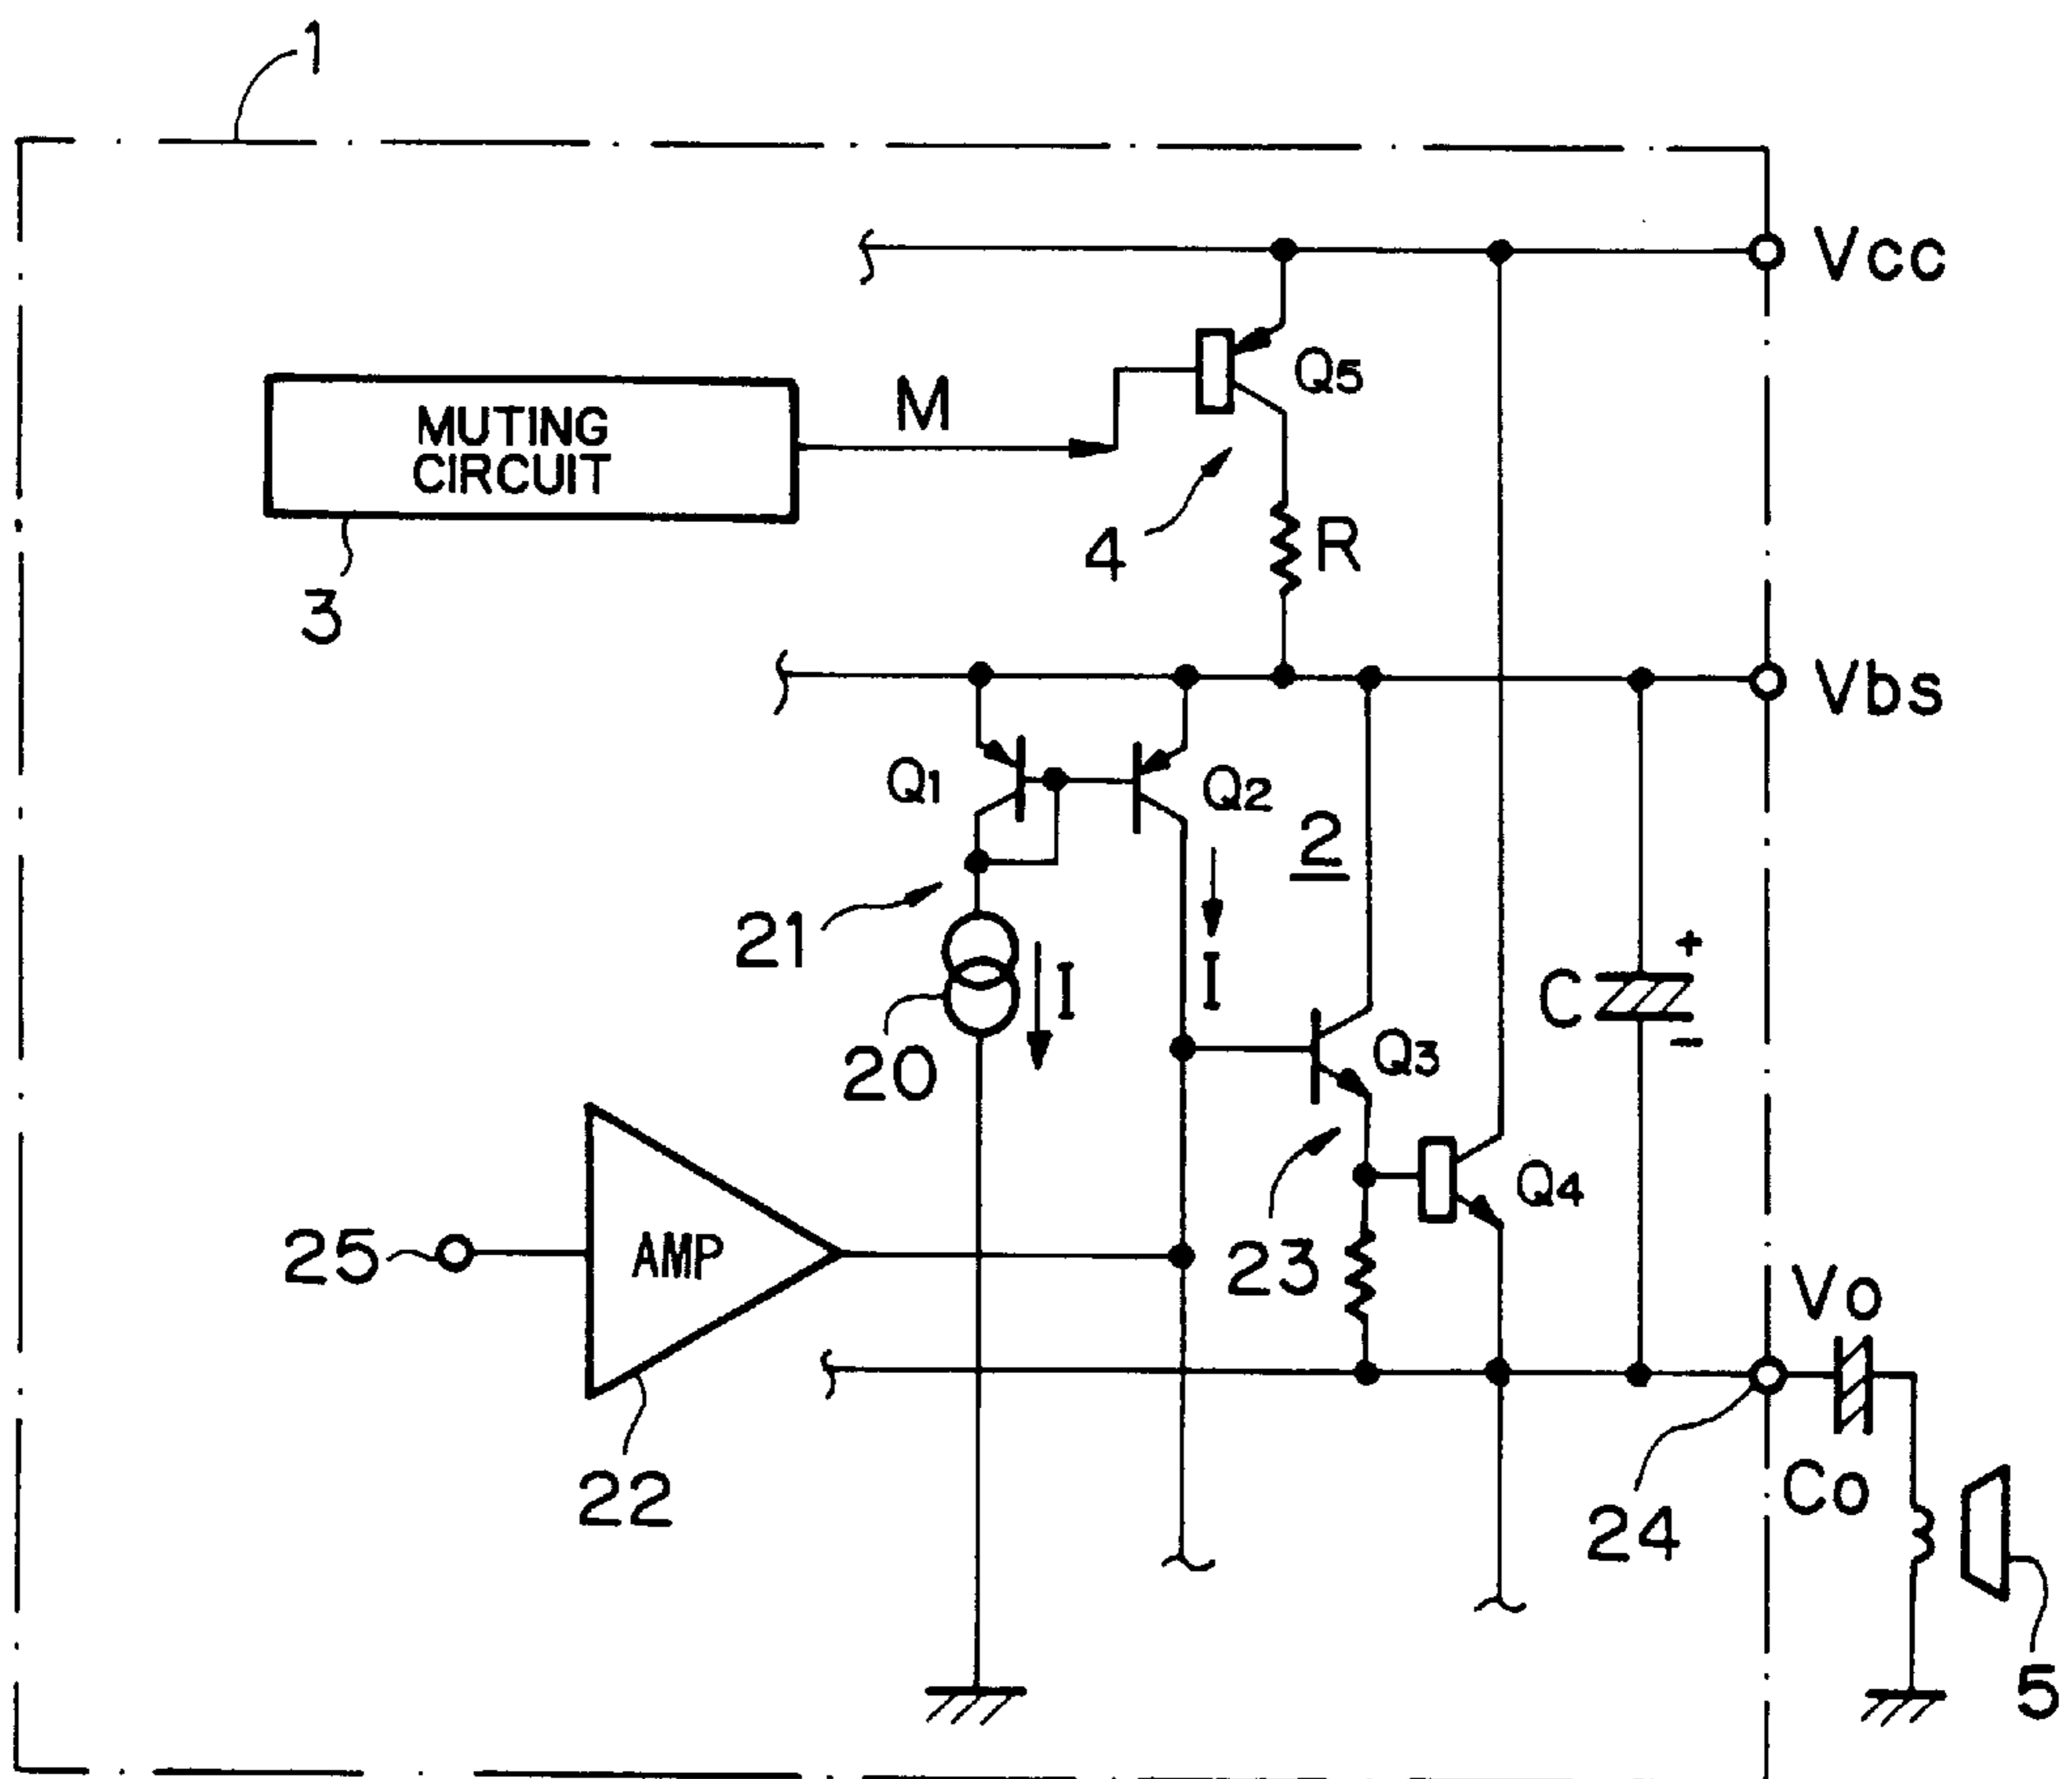 1
Vcc
Q5
M
MUTING
CIRCUIT
4
R
3
Vbs
Q1
Q2
2
21
I
I
+
C
-
20
Q3
Q4
25
AMP
23
Vo
22
Co
24
5